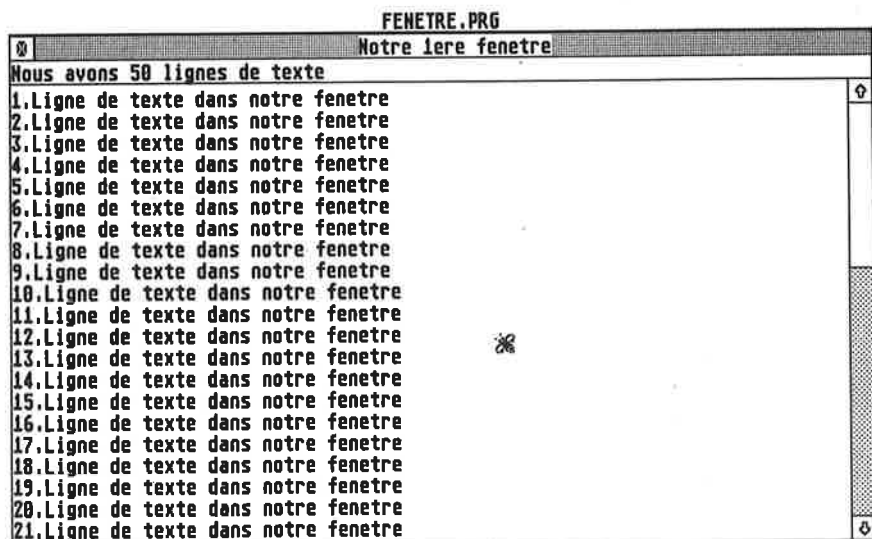 FENETRE.PRG
Notre 1ere fenetre
Nous avons 50 lignes de texte
1.Ligne de texte dans notre fenetre
2.Ligne de texte dans notre fenetre
3.Ligne de texte dans notre fenetre
4.Ligne de texte dans notre fenetre
5.Ligne de texte dans notre fenetre
6.Ligne de texte dans notre fenetre
7.Ligne de texte dans notre fenetre
8.Ligne de texte dans notre fenetre
9.Ligne de texte dans notre fenetre
10.Ligne de texte dans notre fenetre
11.Ligne de texte dans notre fenetre
12.Ligne de texte dans notre fenetre
13.Ligne de texte dans notre fenetre
14.Ligne de texte dans notre fenetre
15.Ligne de texte dans notre fenetre
16.Ligne de texte dans notre fenetre
17.Ligne de texte dans notre fenetre
18.Ligne de texte dans notre fenetre
19.Ligne de texte dans notre fenetre
20.Ligne de texte dans notre fenetre
21.Ligne de texte dans notre fenetre